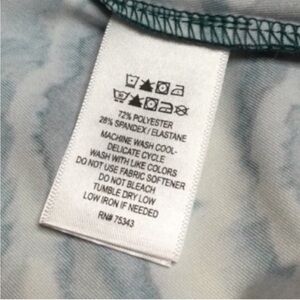 72% POLYESTER
28% SPANDEX / ELASTANE
MACHINE WASH COOL-
DELICATE CYCLE
WASH WITH LIKE COLORS
DO NOT USE FABRIC SOFTENER
DO NOT BLEACH
TUMBLE DRY LOW
LOW IRON IF NEEDED
RN# 75343